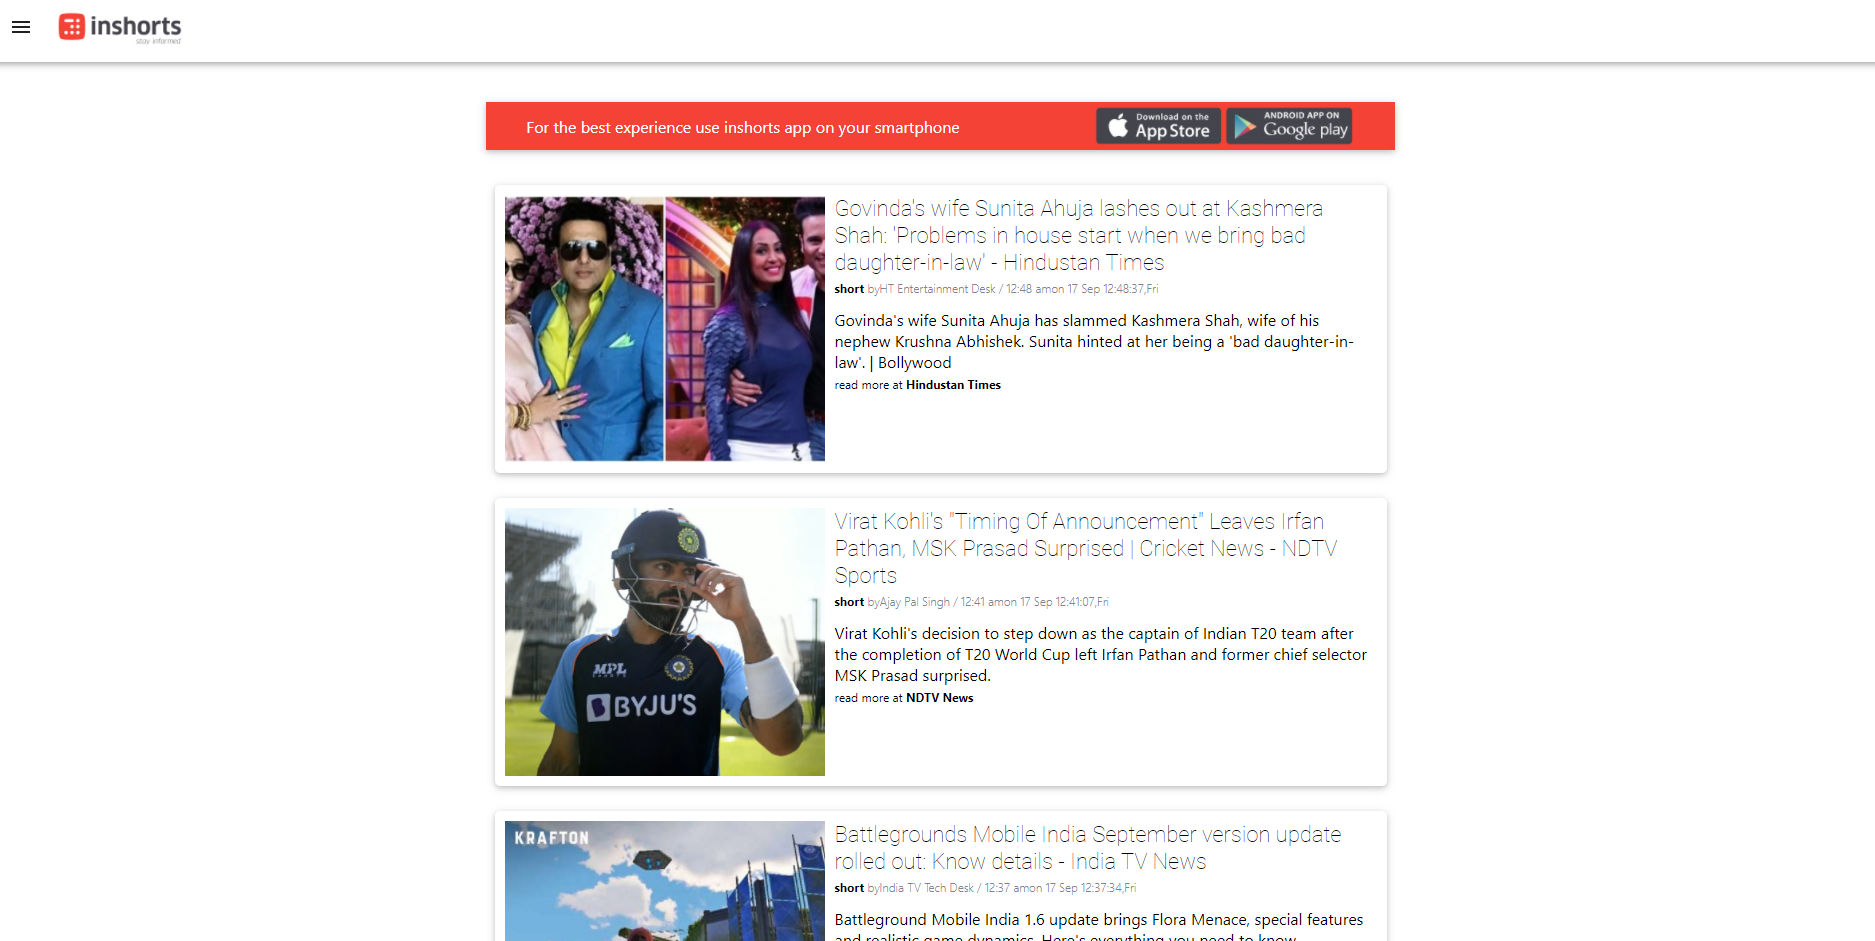 inshorts
stay informed
For the best experience use inshorts app on your smartphone
Download on the
App Store
ANDROID APP ON
Google play
Govinda's wife Sunita Ahuja lashes out at Kashmera
Shah: 'Problems in house start when we bring bad
daughter-in-law' - Hindustan Times
short byHT Entertainment Desk / 12:48 amon 17 Sep 12:48:37,Fri
Govinda's wife Sunita Ahuja has slammed Kashmera Shah, wife of his
nephew Krushna Abhishek. Sunita hinted at her being a 'bad daughter-in-
law'. | Bollywood
read more at Hindustan Times
MPL
SPORTS
BYJU'S
Virat Kohli's "Timing Of Announcement" Leaves Irfan
Pathan, MSK Prasad Surprised | Cricket News - NDTV
Sports
short byAjay Pal Singh / 12:41 amon 17 Sep 12:41:07,Fri
Virat Kohli's decision to step down as the captain of Indian T20 team after
the completion of T20 World Cup left Irfan Pathan and former chief selector
MSK Prasad surprised.
read more at NDTV News
KRAFTON
Battlegrounds Mobile India September version update
rolled out: Know details - India TV News
short byIndia TV Tech Desk / 12:37 amon 17 Sep 12:37:34,Fri
Battleground Mobile India 1.6 update brings Flora Menace, special features
and realistic game dynamics. Here's everything you need to know